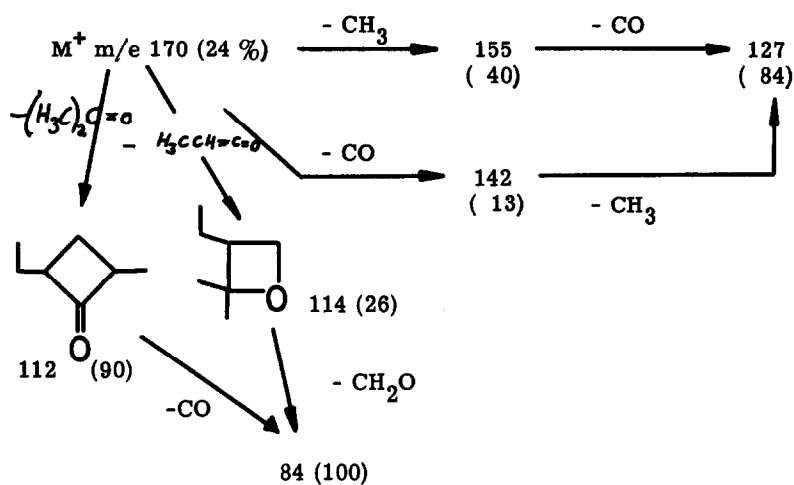 - CH3
- CO
M+ m/e 170 (24 %)
155
( 40)
127
( 84)
-(H3C)2C=O
- H3CCH=C=O
- CO
142
( 13)
- CH3
O
114 (26)
O
112
(90)
-CO
- CH2O
84 (100)